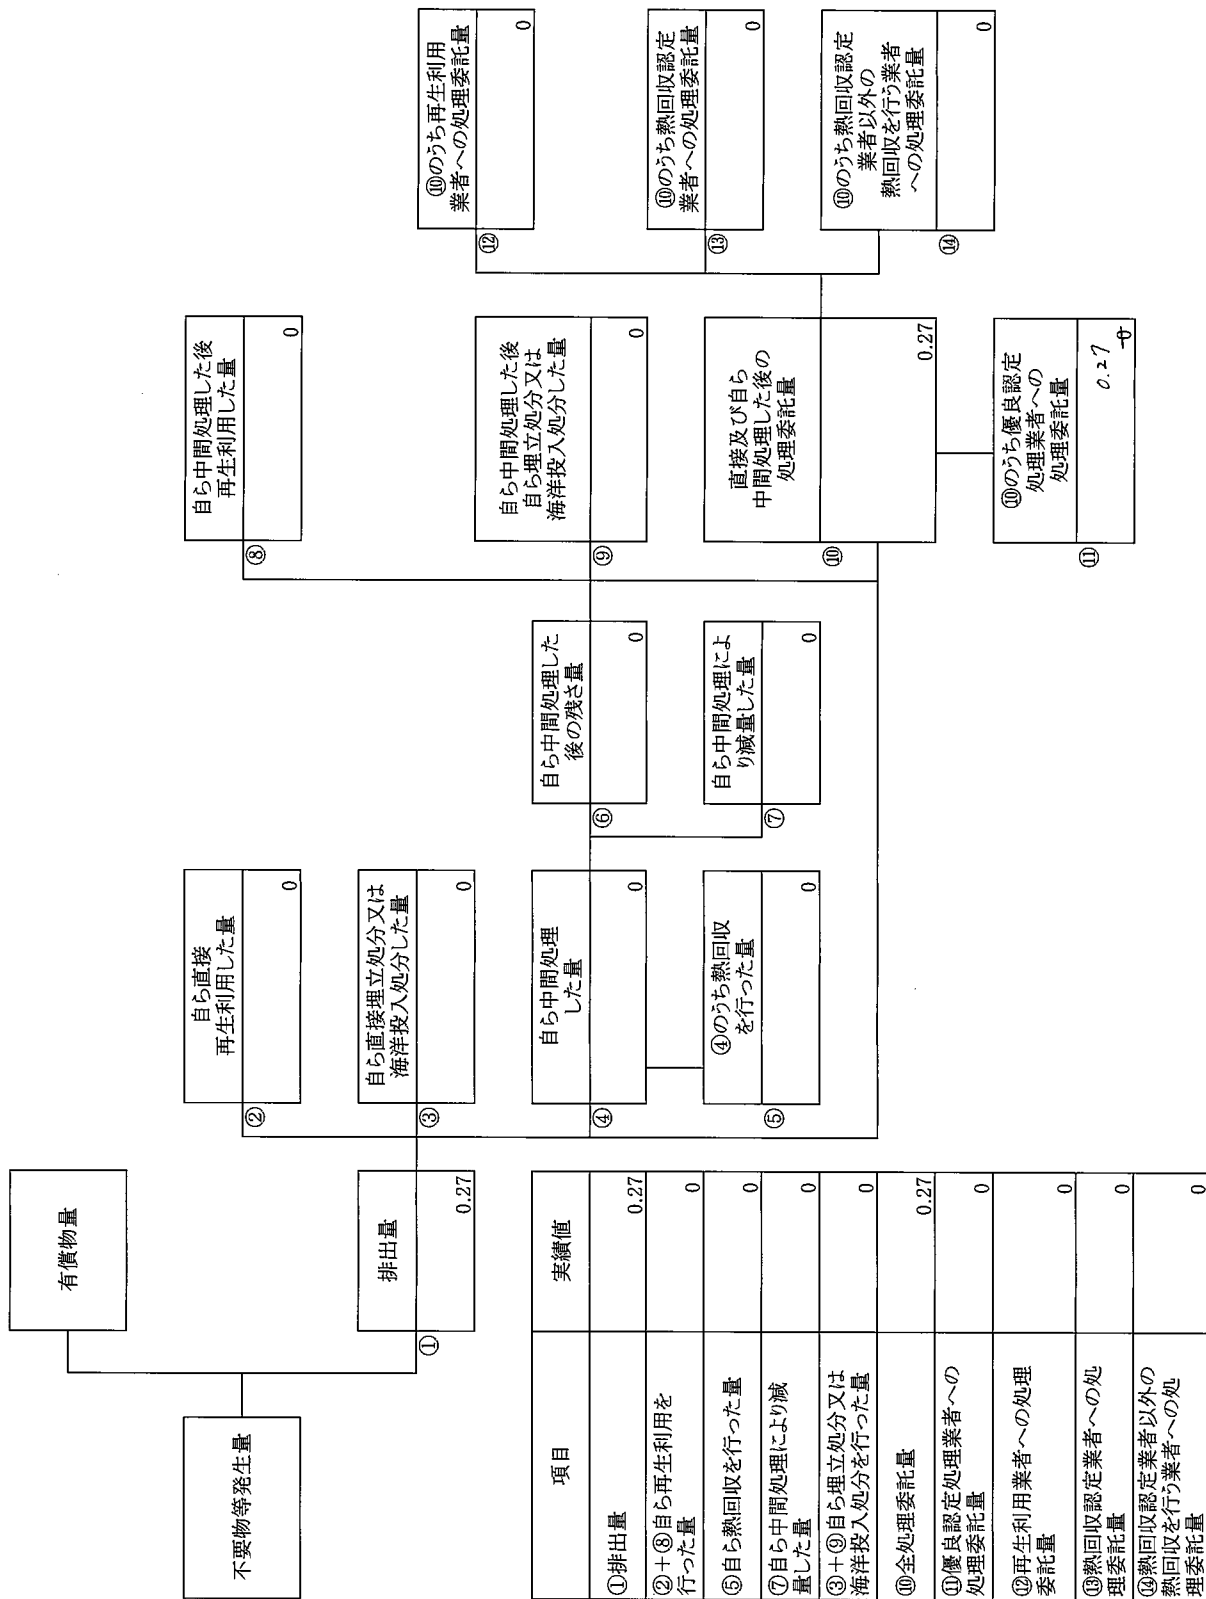 不要物等発生量
有償物量
排出量
①
0.27
自ら直接
再生利用した量
②
0
自ら直接埋立処分又は
海洋投入処分した量
③
0
自ら中間処理
した量
④
0
④のうち熱回収
を行った量
⑤
0
自ら中間処理した
後の残さ量
⑥
0
自ら中間処理によ
り減量した量
⑦
0
自ら中間処理した後
再生利用した量
⑧
0
自ら中間処理した後
自ら埋立処分又は
海洋投入処分した量
⑨
0
直接及び自ら
中間処理した後の
処理委託量
⑩
0.27
⑩のうち優良認定
処理業者への
処理委託量
⑪
0.27
0
⑩のうち再生利用
業者への処理委託量
⑫
0
⑩のうち熱回収認定
業者への処理委託量
⑬
0
⑩のうち熱回収認定
業者以外の
熱回収を行う業者
への処理委託量
⑭
0
項目 実績値
①排出量 0.27
②+⑧自ら再生利用を
行った量 0
⑤自ら熱回収を行った量 0
⑦自ら中間処理により減
量した量 0
③+⑨自ら埋立処分又は
海洋投入処分を行った量 0
⑩全処理委託量 0.27
⑪優良認定処理業者への
処理委託量 0
⑫再生利用業者への処理
委託量 0
⑬熱回収認定業者への処
理委託量 0
⑭熱回収認定業者以外の
熱回収を行う業者への処
理委託量 0